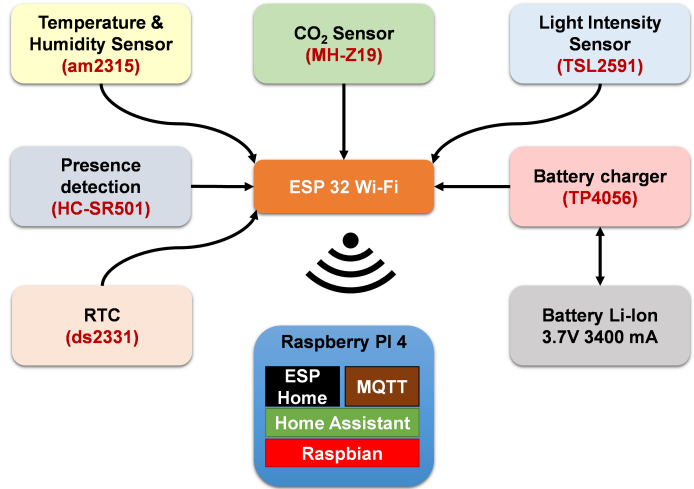 Temperature &
Humidity Sensor
(am2315)
CO₂ Sensor
(MH-Z19)
Light Intensity
Sensor
(TSL2591)
Presence
detection
(HC-SR501)
ESP 32 Wi-Fi
Battery charger
(TP4056)
RTC
(ds2331)
Battery Li-Ion
3.7V 3400 mA
Raspberry PI 4
ESP
Home
MQTT
Home Assistant
Raspbian